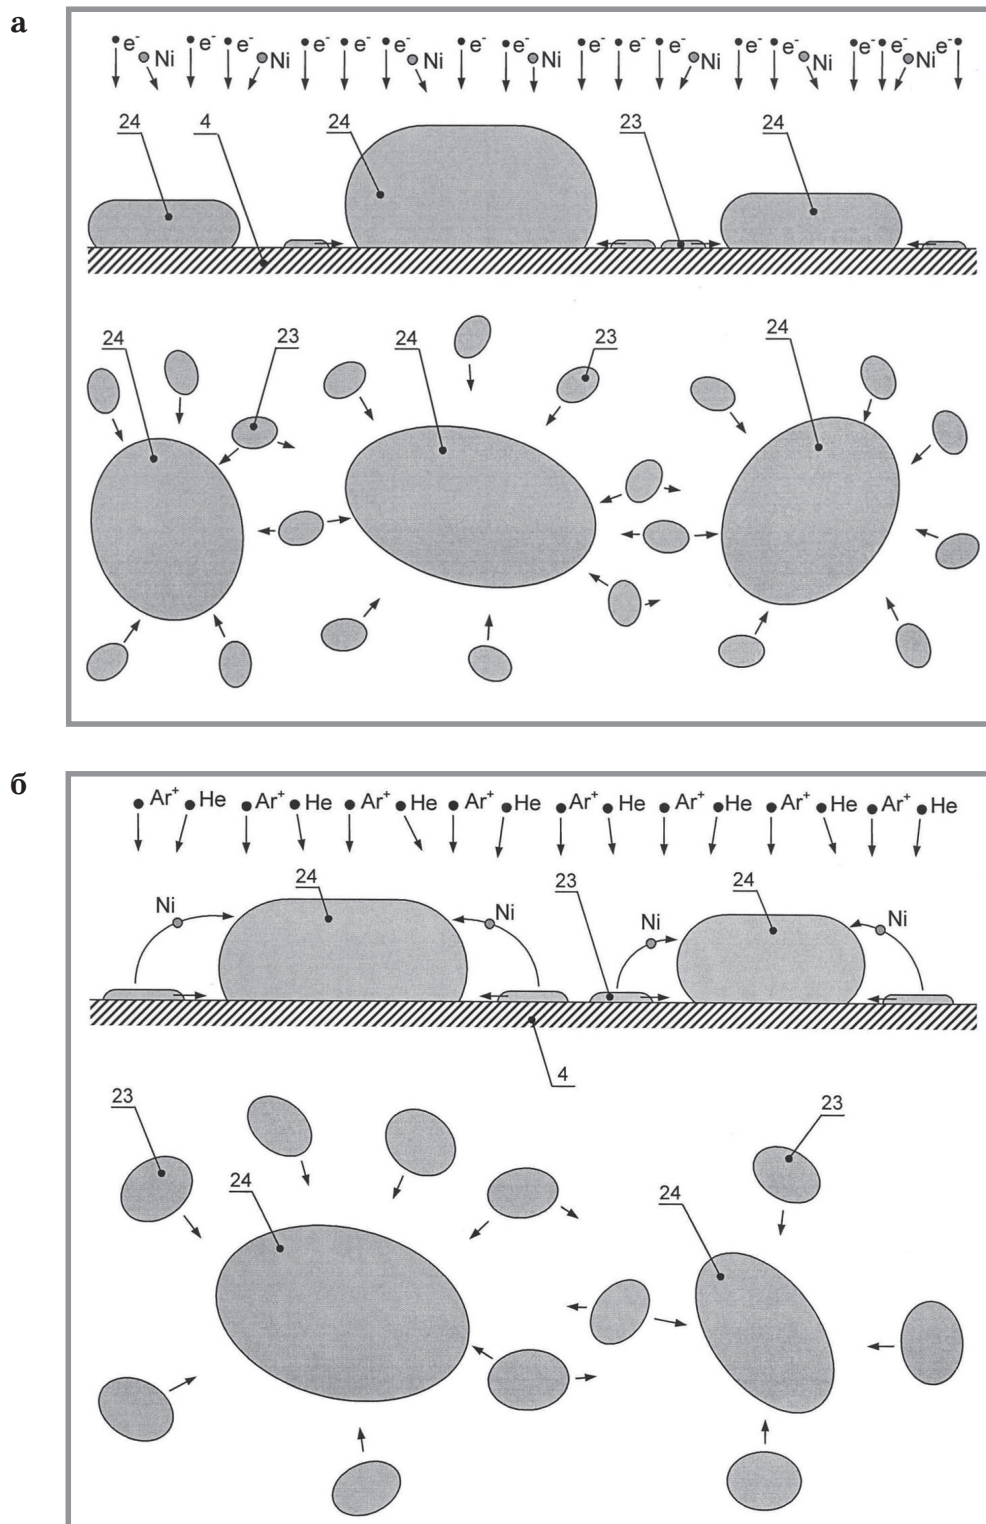 а
e⁻ Ni e⁻ e⁻ Ni e⁻ e⁻ e⁻ Ni e⁻ e⁻ Ni e⁻ e⁻ e⁻ Ni e⁻ e⁻ Ni e⁻ e⁻ Ni e⁻
24 4 24 23 24
24 23 24 23 24
б
Ar⁺ He Ar⁺ He Ar⁺ He Ar⁺ He Ar⁺ He Ar⁺ He Ar⁺ He Ar⁺ He
24 23 24
Ni Ni Ni Ni
4
23 23
24 24